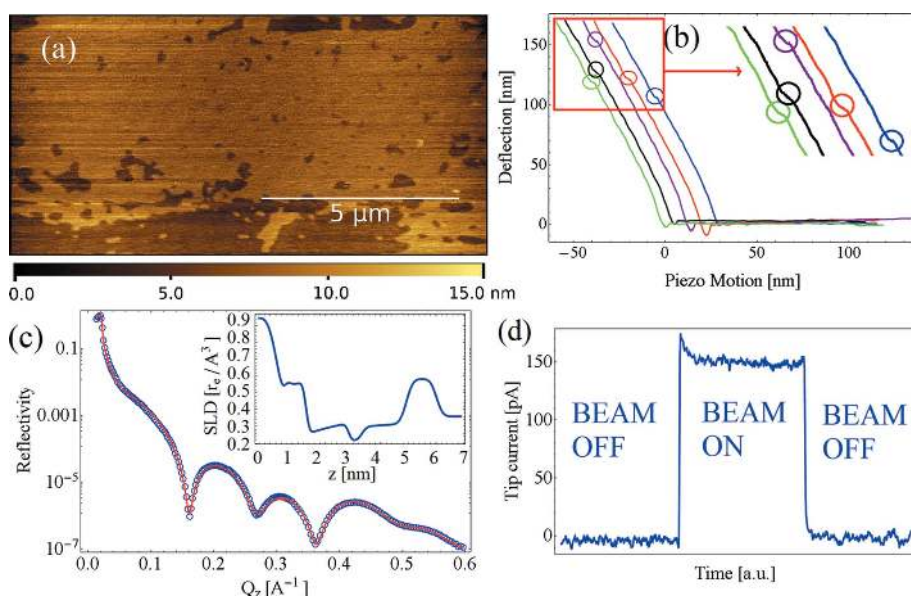 (a)
5 μm
0.0 5.0 10.0 15.0 nm
(b)
Deflection [nm]
150
100
50
0
−50 0 50 100
Piezo Motion [nm]
(c)
Reflectivity
0.1
0.001
10⁻⁵
10⁻⁷
0.0 0.1 0.2 0.3 0.4 0.5 0.6
Q_z [A⁻¹]
SLD [r_e / A³]
0.9
0.8
0.6
0.5
0.4
0.3
0.2
0 1 2 3 4 5 6 7
z [nm]
(d)
Tip current [pA]
150
100
50
0
BEAM
OFF
BEAM
ON
BEAM
OFF
Time [a.u.]